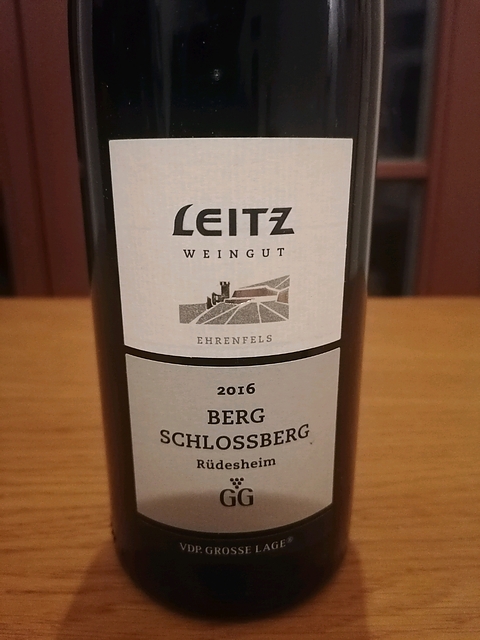 LEITZ
WEINGUT
EHRENFELS
2016
BERG
SCHLOSSBERG
Rüdesheim
GG
VDP. GROSSE LAGE®